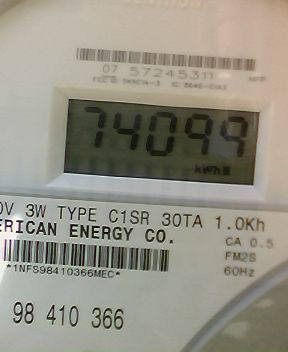 07 57245311
74099
kWh
0V 3W TYPE C1SR 30TA 1.0Kh
ERICAN ENERGY CO.
CA 0.5
FM2S
60Hz
*1NFS98410366MEC*
98 410 366